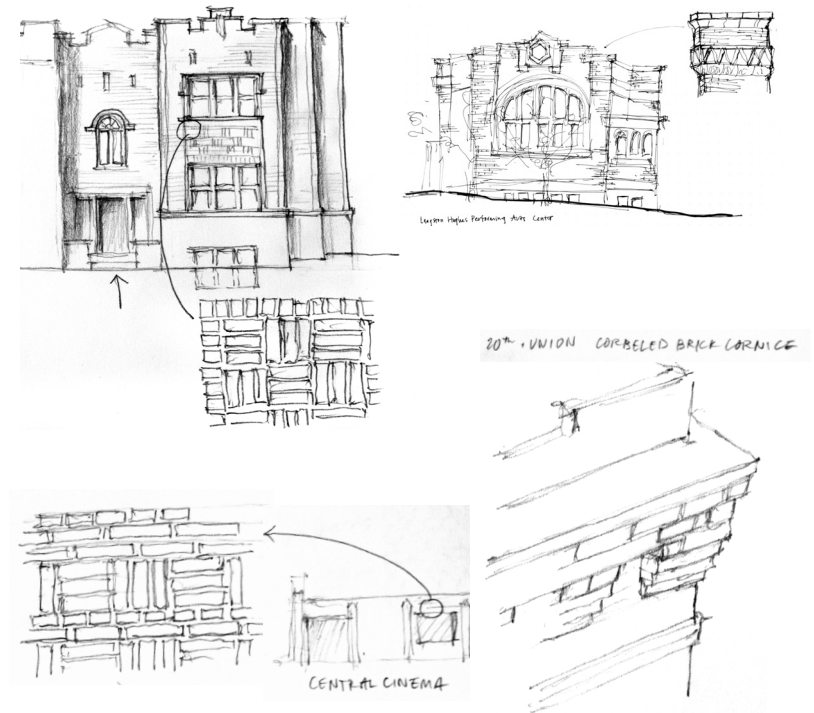 Langston Hughes Performing Arts Center
20th + UNION CORBELED BRICK CORNICE
CENTRAL CINEMA